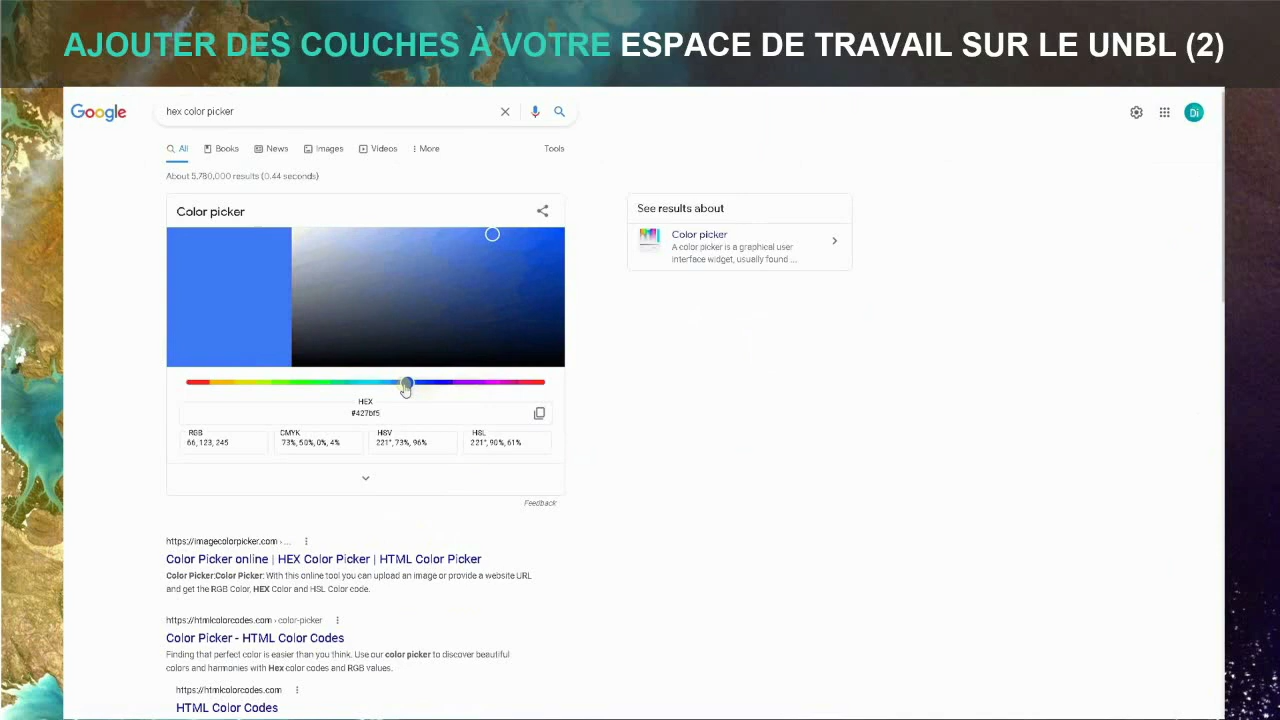 AJOUTER DES COUCHES À VOTRE ESPACE DE TRAVAIL SUR LE UNBL (2)
Google
hex color picker
Di
All
Books
News
Images
Videos
More
Tools
About 5,780,000 results (0.44 seconds)
Color picker
See results about
Color picker
A color picker is a graphical user
interface widget, usually found ...
HEX
#427bf5
RGB
66, 123, 245
CMYK
73%, 50%, 0%, 4%
HSV
221°, 73%, 96%
HSL
221°, 90%, 61%
Feedback
https://imagecolorpicker.com › ...
Color Picker online | HEX Color Picker | HTML Color Picker
Color Picker:Color Picker: With this online tool you can upload an image or provide a website URL
and get the RGB Color, HEX Color and HSL Color code.
https://htmlcolorcodes.com › color-picker
Color Picker - HTML Color Codes
Finding that perfect color is easier than you think. Use our color picker to discover beautiful
colors and harmonies with Hex color codes and RGB values.
https://htmlcolorcodes.com
HTML Color Codes